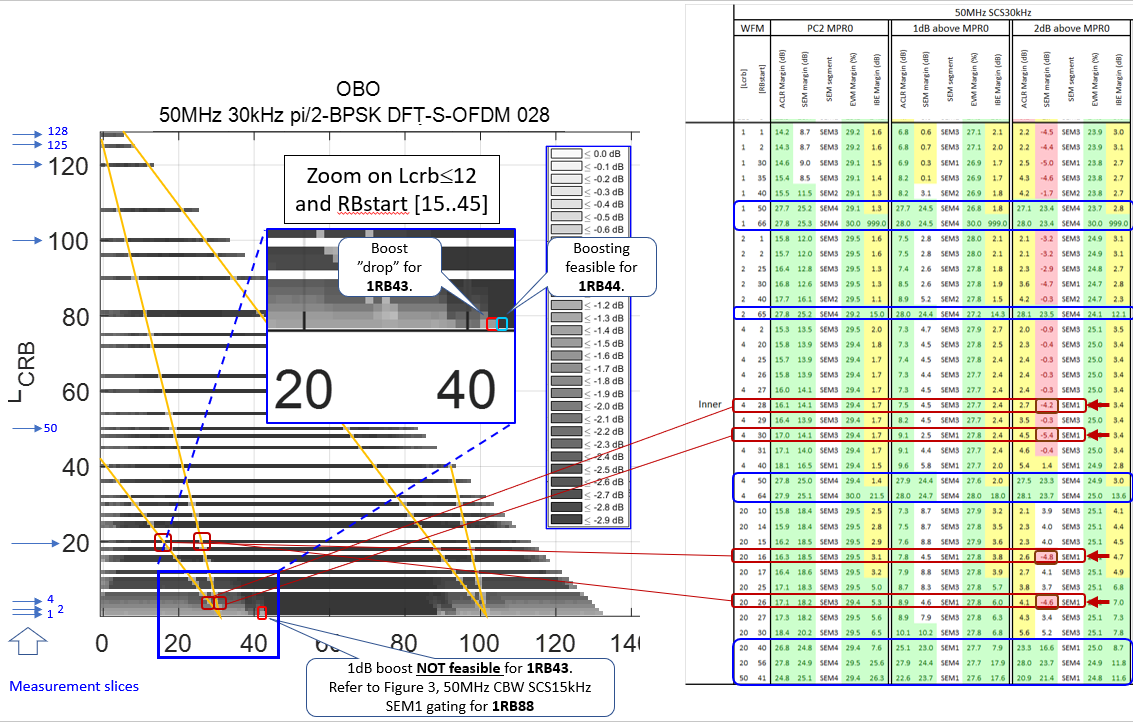 OBO
50MHz 30kHz pi/2-BPSK DFT-S-OFDM 028
128
125
120
100
80
60
50
40
20
4
2
1
LCRB
0 20 40 60 80 100 120 14
Measurement slices
Zoom on Lcrb≤12
and RBstart [15..45]
Boost
”drop” for
1RB43.
Boosting
feasible for
1RB44.
20 40
≤ 0.0 dB
≤ -0.1 dB
≤ -0.2 dB
≤ -0.3 dB
≤ -0.4 dB
≤ -0.5 dB
≤ -0.6 dB
≤ -1.2 dB
≤ -1.3 dB
≤ -1.4 dB
≤ -1.5 dB
≤ -1.6 dB
≤ -1.7 dB
≤ -1.8 dB
≤ -1.9 dB
≤ -2.0 dB
≤ -2.1 dB
≤ -2.2 dB
≤ -2.3 dB
≤ -2.4 dB
≤ -2.5 dB
≤ -2.6 dB
≤ -2.7 dB
≤ -2.8 dB
≤ -2.9 dB
1dB boost NOT feasible for 1RB43.
Refer to Figure 3, 50MHz CBW SCS15kHz
SEM1 gating for 1RB88
50MHz SCS30kHz
WFM PC2 MPR0 1dB above MPR0 2dB above MPR0
[Lcrb] [RBstart] ACLR Margin (dB) SEM margin (dB) SEM segment EVM Margin (%) IBE Margin (dB) ACLR Margin (dB) SEM margin (dB) SEM segment EVM Margin (%) IBE Margin (dB) ACLR Margin (dB) SEM margin (dB) SEM segment EVM Margin (%) IBE Margin (dB)
1 1 14.2 8.7 SEM3 29.2 1.6 6.8 0.6 SEM3 27.1 2.1 2.2 -4.5 SEM3 23.9 3.0
1 2 14.3 8.7 SEM3 29.2 1.6 6.8 0.7 SEM3 27.1 2.0 2.2 -4.4 SEM3 23.9 3.1
1 30 14.6 9.0 SEM3 29.1 1.5 6.9 0.3 SEM1 26.9 1.7 2.5 -5.0 SEM1 23.8 2.7
1 35 15.4 8.5 SEM3 29.1 1.4 8.2 0.1 SEM3 26.9 1.7 4.3 -4.6 SEM1 23.8 2.7
1 40 15.5 11.5 SEM2 29.1 1.3 8.2 3.1 SEM2 26.9 1.8 4.2 -1.7 SEM2 23.8 2.7
1 50 27.7 25.2 SEM4 29.1 1.3 27.7 24.5 SEM4 26.8 1.8 27.1 23.4 SEM4 23.7 2.8
1 66 27.8 25.3 SEM4 30.0 999.0 28.0 24.5 SEM4 30.0 999.0 28.0 23.4 SEM4 30.0 999.0
2 1 15.8 12.0 SEM3 29.5 1.6 7.5 2.8 SEM3 28.0 2.1 2.1 -3.2 SEM3 24.9 3.1
2 2 15.7 12.0 SEM3 29.5 1.6 7.5 2.8 SEM3 28.0 2.1 2.1 -3.2 SEM3 24.9 3.1
2 25 16.4 12.8 SEM3 29.5 1.3 7.4 2.6 SEM3 27.8 1.8 2.3 -2.9 SEM1 24.8 2.7
2 30 16.8 12.6 SEM3 29.5 1.3 8.5 2.6 SEM3 27.8 1.9 3.6 -4.7 SEM1 24.7 2.8
2 40 17.7 16.1 SEM2 29.5 1.1 8.9 5.2 SEM2 27.8 1.5 4.2 -0.3 SEM2 24.7 2.3
2 65 27.8 25.2 SEM4 29.2 15.0 28.0 24.4 SEM4 27.2 14.3 28.1 23.5 SEM4 24.1 12.1
4 2 15.3 13.5 SEM3 29.5 2.0 7.3 4.7 SEM3 27.9 2.7 2.0 -0.9 SEM3 25.1 3.5
4 20 15.8 13.9 SEM3 29.4 1.8 7.3 4.5 SEM3 27.8 2.5 2.3 -0.4 SEM3 25.0 3.4
4 25 15.7 13.9 SEM3 29.4 1.7 7.4 4.5 SEM3 27.8 2.4 2.4 -0.3 SEM3 25.0 3.4
4 26 15.8 13.9 SEM3 29.4 1.7 7.3 4.4 SEM3 27.8 2.4 2.4 -0.3 SEM3 25.0 3.4
4 27 16.0 14.1 SEM3 29.4 1.7 7.3 4.5 SEM3 27.7 2.4 2.4 -0.3 SEM3 25.0 3.4
Inner 4 28 16.1 14.1 SEM3 29.4 1.7 7.5 4.5 SEM3 27.7 2.4 2.7 -4.2 SEM1 3.4
4 29 16.4 13.9 SEM3 29.4 1.7 8.2 4.3 SEM3 27.7 2.4 3.5 -0.3 SEM3 25.0 3.4
4 30 17.0 14.1 SEM3 29.4 1.7 9.1 2.5 SEM1 27.8 2.4 4.5 -5.4 SEM1 3.4
4 31 17.1 14.0 SEM3 29.4 1.7 9.1 4.4 SEM3 27.7 2.4 4.6 -0.4 SEM3 25.0 3.4
4 40 18.1 16.5 SEM1 29.4 1.5 9.6 5.8 SEM1 27.7 2.0 5.4 1.4 SEM1 24.9 2.8
4 50 27.8 25.0 SEM4 29.4 1.4 27.9 24.4 SEM4 27.6 2.0 27.5 23.3 SEM4 24.9 3.0
4 64 27.9 25.1 SEM4 30.0 21.5 28.0 24.7 SEM4 28.0 18.0 28.1 23.7 SEM4 25.0 13.6
20 10 15.8 18.4 SEM3 29.5 2.5 7.3 8.7 SEM3 27.9 3.2 2.1 3.9 SEM3 25.1 4.1
20 14 15.9 18.4 SEM3 29.5 2.8 7.5 8.7 SEM3 27.9 3.5 2.3 4.0 SEM3 25.1 4.4
20 15 16.2 18.5 SEM3 29.5 2.9 7.5 8.7 SEM3 27.9 3.6 2.3 4.0 SEM3 25.1 4.5
20 16 16.3 18.5 SEM3 29.5 3.1 7.8 4.5 SEM1 27.8 3.8 2.6 -4.8 SEM1 4.7
20 17 16.4 18.6 SEM3 29.5 3.2 7.9 8.8 SEM3 27.8 3.9 2.7 4.1 SEM3 25.1 4.9
20 25 17.1 18.3 SEM3 29.5 5.0 8.7 8.3 SEM3 27.8 5.7 3.8 3.7 SEM3 25.1 6.8
20 26 17.1 18.2 SEM3 29.4 5.3 8.9 4.6 SEM1 27.8 6.0 4.1 -4.6 SEM1 7.0
20 27 17.3 18.2 SEM3 29.5 5.6 8.9 8.2 SEM3 27.8 6.3 4.3 3.4 SEM3 25.1 7.3
20 30 18.4 20.2 SEM3 29.5 6.5 10.1 10.2 SEM3 27.8 6.9 5.6 5.2 SEM3 25.1 7.8
20 40 26.8 24.8 SEM4 29.4 7.6 25.1 23.0 SEM1 27.7 7.9 23.3 16.6 SEM1 25.0 8.7
20 56 27.8 24.9 SEM4 29.5 25.6 27.9 24.4 SEM4 27.7 17.9 28.0 23.7 SEM4 24.9 11.8
50 41 24.8 25.1 SEM4 29.4 26.3 22.6 23.7 SEM1 27.6 17.6 20.9 21.4 SEM1 24.8 11.6